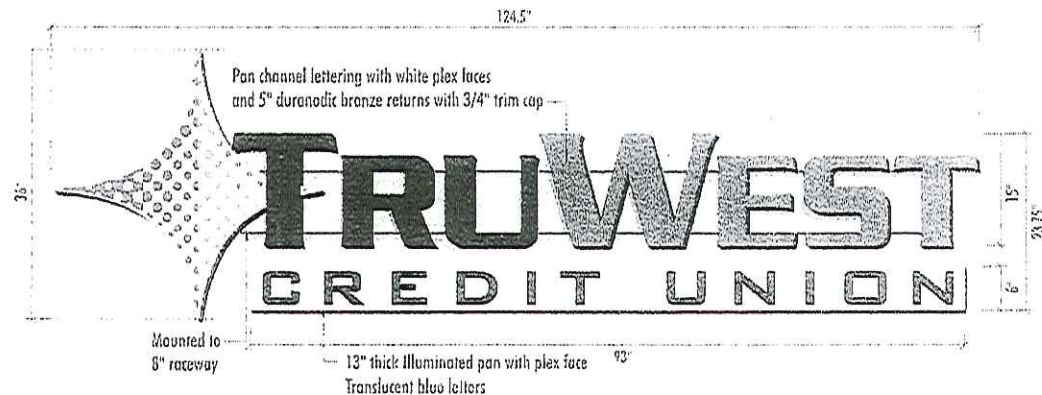 124.5"
Pan channel lettering with white plex faces
and 5" duranodic bronze returns with 3/4" trim cap
36"
TRUWEST
15"
23.75"
CREDIT UNION
6"
Mounted to
8" raceway
93"
13" thick Illuminated pan with plex face
Translucent blue letters